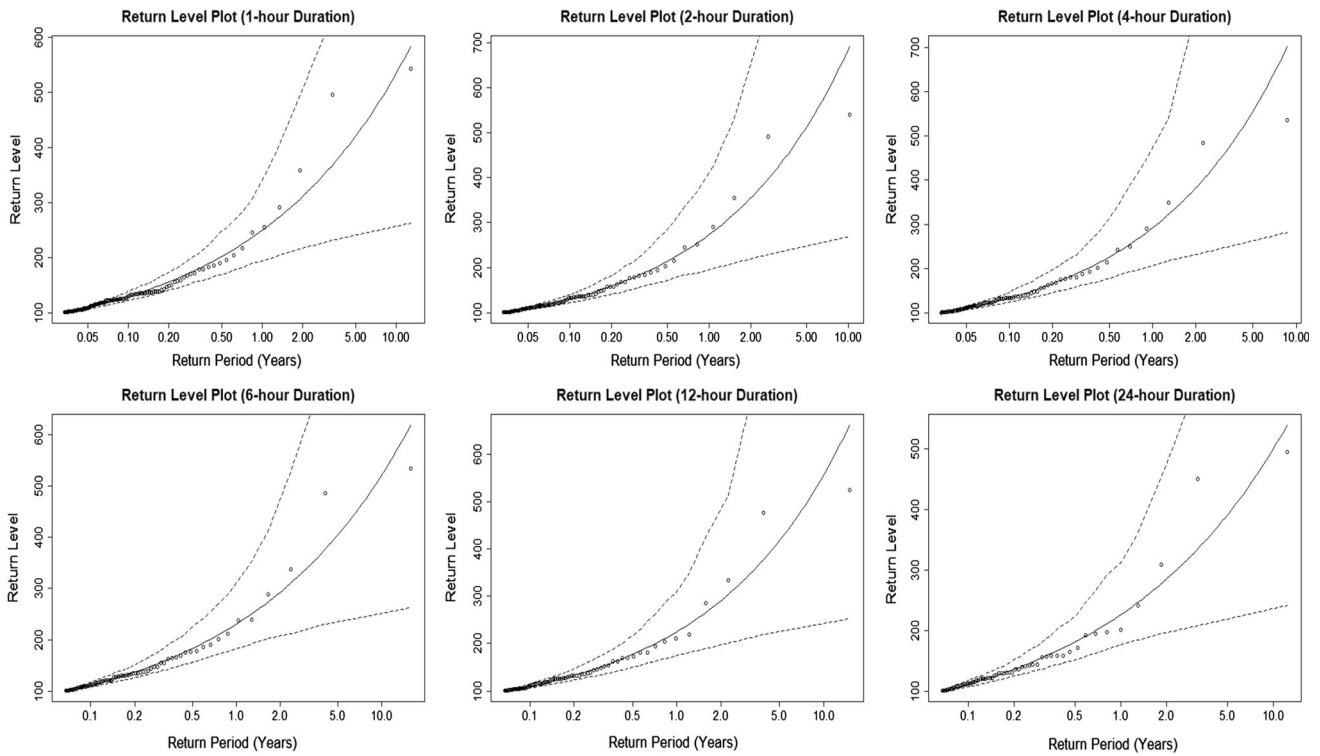 Return Level Plot (1-hour Duration)
Return Level
600
500
400
300
200
100
0.05 0.10 0.20 0.50 1.00 2.00 5.00 10.00
Return Period (Years)
Return Level Plot (2-hour Duration)
Return Level
700
600
500
400
300
200
100
0.05 0.10 0.20 0.50 1.00 2.00 5.00 10.00
Return Period (Years)
Return Level Plot (4-hour Duration)
Return Level
700
600
500
400
300
200
100
0.05 0.10 0.20 0.50 1.00 2.00 5.00 10.00
Return Period (Years)
Return Level Plot (6-hour Duration)
Return Level
600
500
400
300
200
100
0.1 0.2 0.5 1.0 2.0 5.0 10.0
Return Period (Years)
Return Level Plot (12-hour Duration)
Return Level
600
500
400
300
200
100
0.1 0.2 0.5 1.0 2.0 5.0 10.0
Return Period (Years)
Return Level Plot (24-hour Duration)
Return Level
500
400
300
200
100
0.1 0.2 0.5 1.0 2.0 5.0 10.0
Return Period (Years)